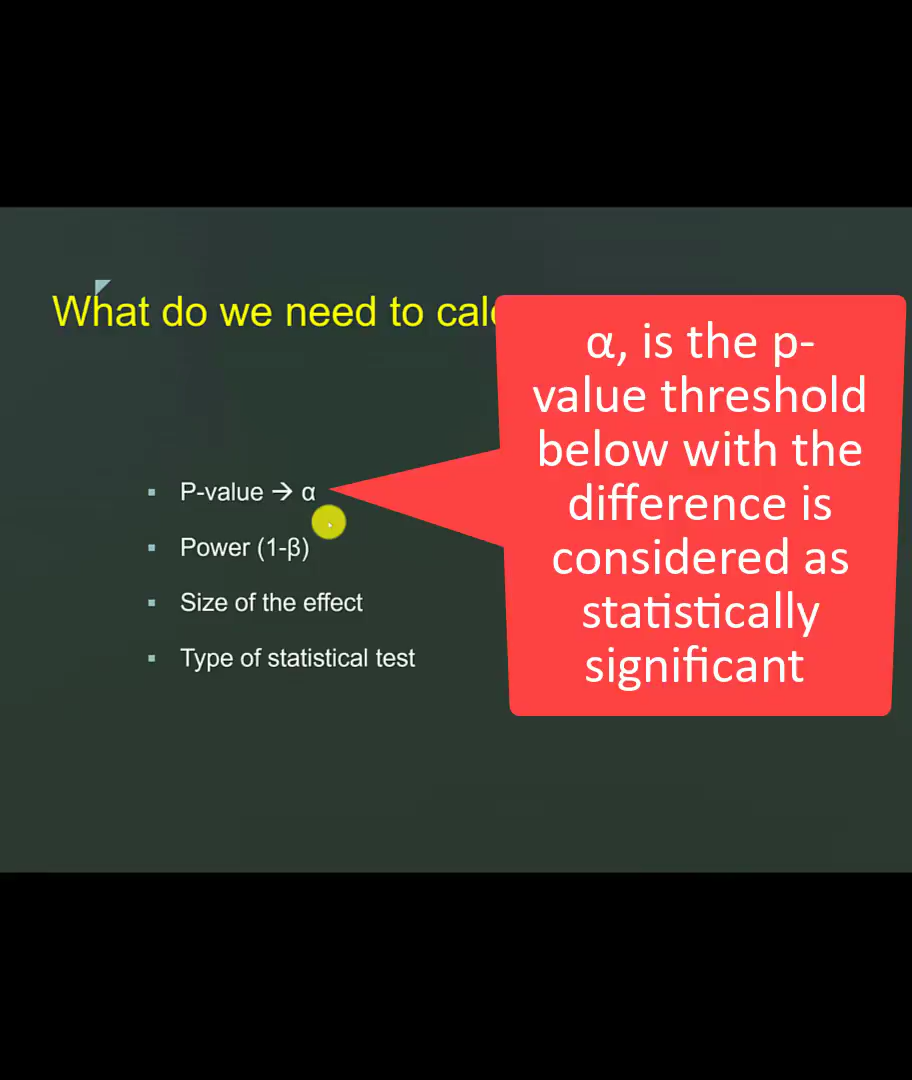 What do we need to calc
α, is the p-
value threshold
below with the
difference is
considered as
statistically
significant
P-value → α
Power (1-β)
Size of the effect
Type of statistical test